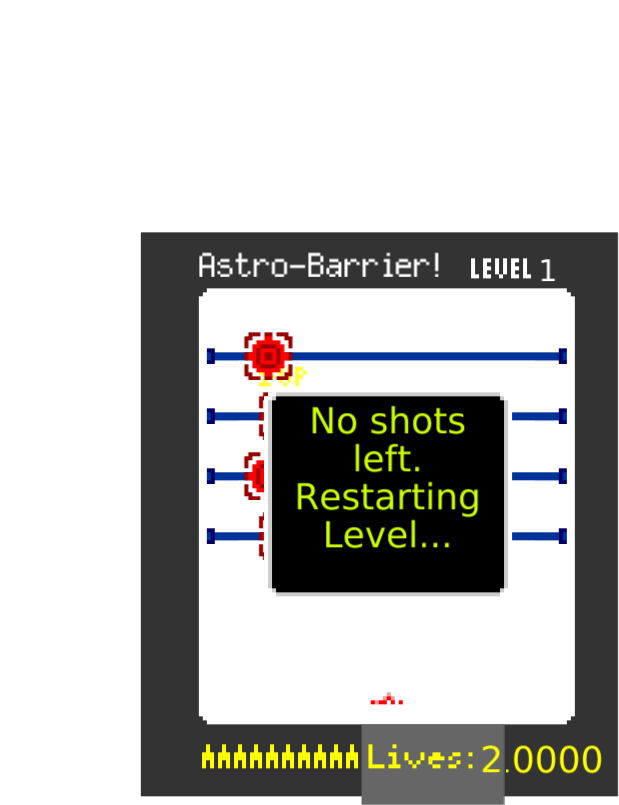 Astro-Barrier! LEVEL 1
No shots
left.
Restarting
Level...
Lives:2.0000